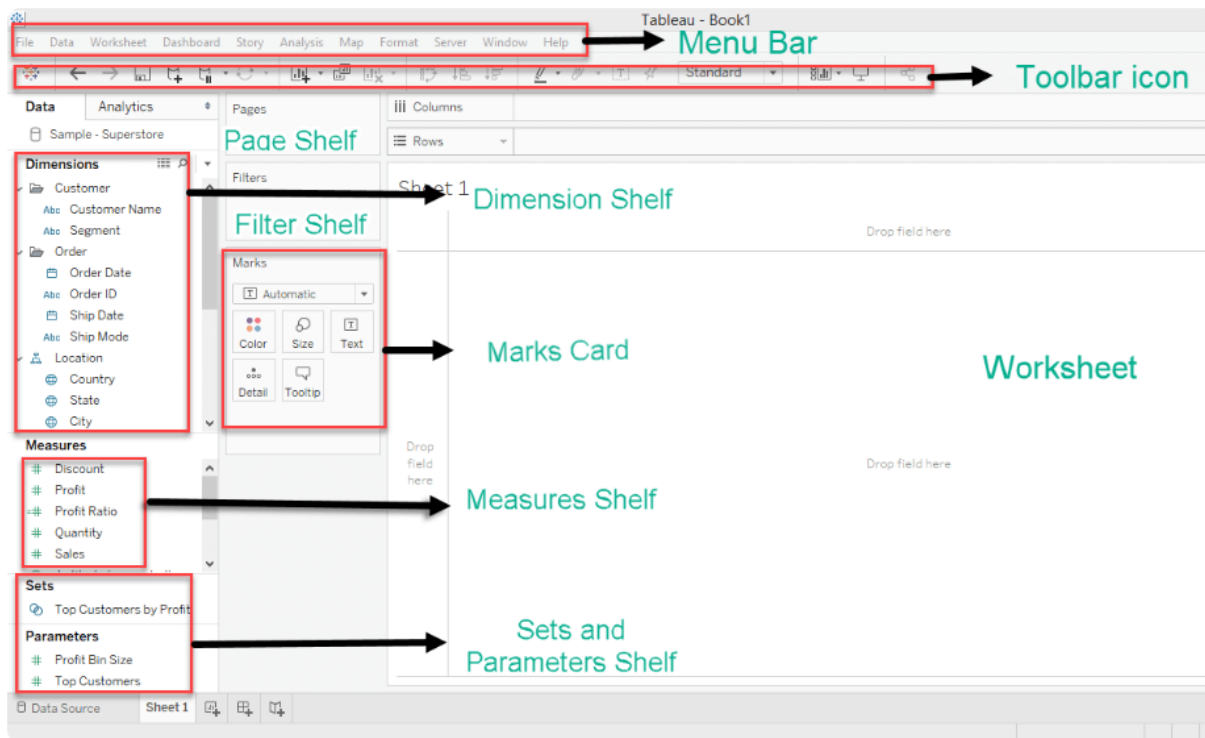 Tableau - Book1
File Data Worksheet Dashboard Story Analysis Map Format Server Window Help
Menu Bar
Standard
Toolbar icon
Data Analytics
Sample - Superstore
Pages
Page Shelf
iii Columns
Rows
Dimensions
Customer
Abc Customer Name
Abc Segment
Order
Order Date
Abc Order ID
Ship Date
Abc Ship Mode
Location
Country
State
City
Filters
Filter Shelf
Sheet 1
Dimension Shelf
Drop field here
Marks
Automatic
Color Size Text
Detail Tooltip
Marks Card
Worksheet
Measures
# Discount
# Profit
=# Profit Ratio
# Quantity
# Sales
Drop
field
here
Drop field here
Measures Shelf
Sets
Top Customers by Profit
Parameters
# Profit Bin Size
# Top Customers
Sets and
Parameters Shelf
Data Source Sheet 1